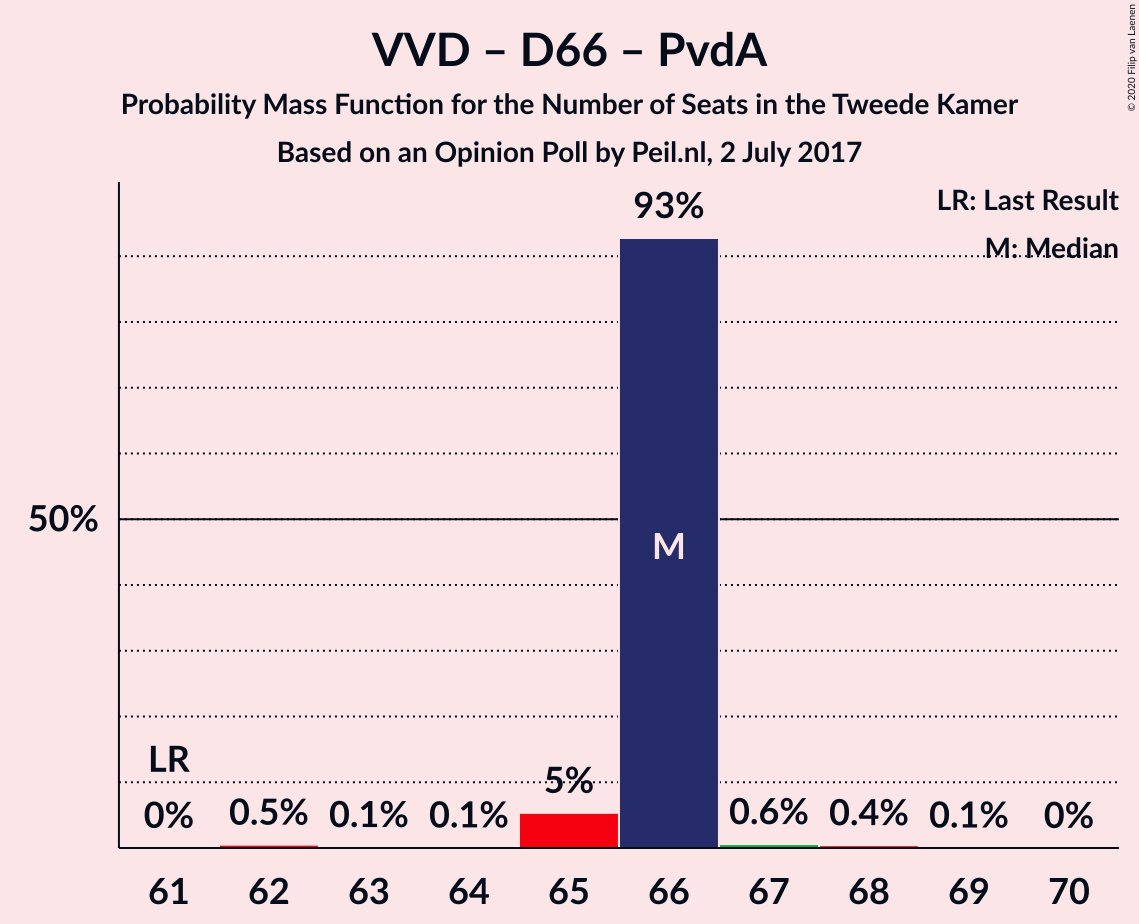 © 2020 Filip van Laenen
VVD – D66 – PvdA
Probability Mass Function for the Number of Seats in the Tweede Kamer
Based on an Opinion Poll by Peil.nl, 2 July 2017
LR: Last Result
M: Median
93%
50%
M
LR
5%
0% 0.5% 0.1% 0.1% 0.6% 0.4% 0.1% 0%
61 62 63 64 65 66 67 68 69 70